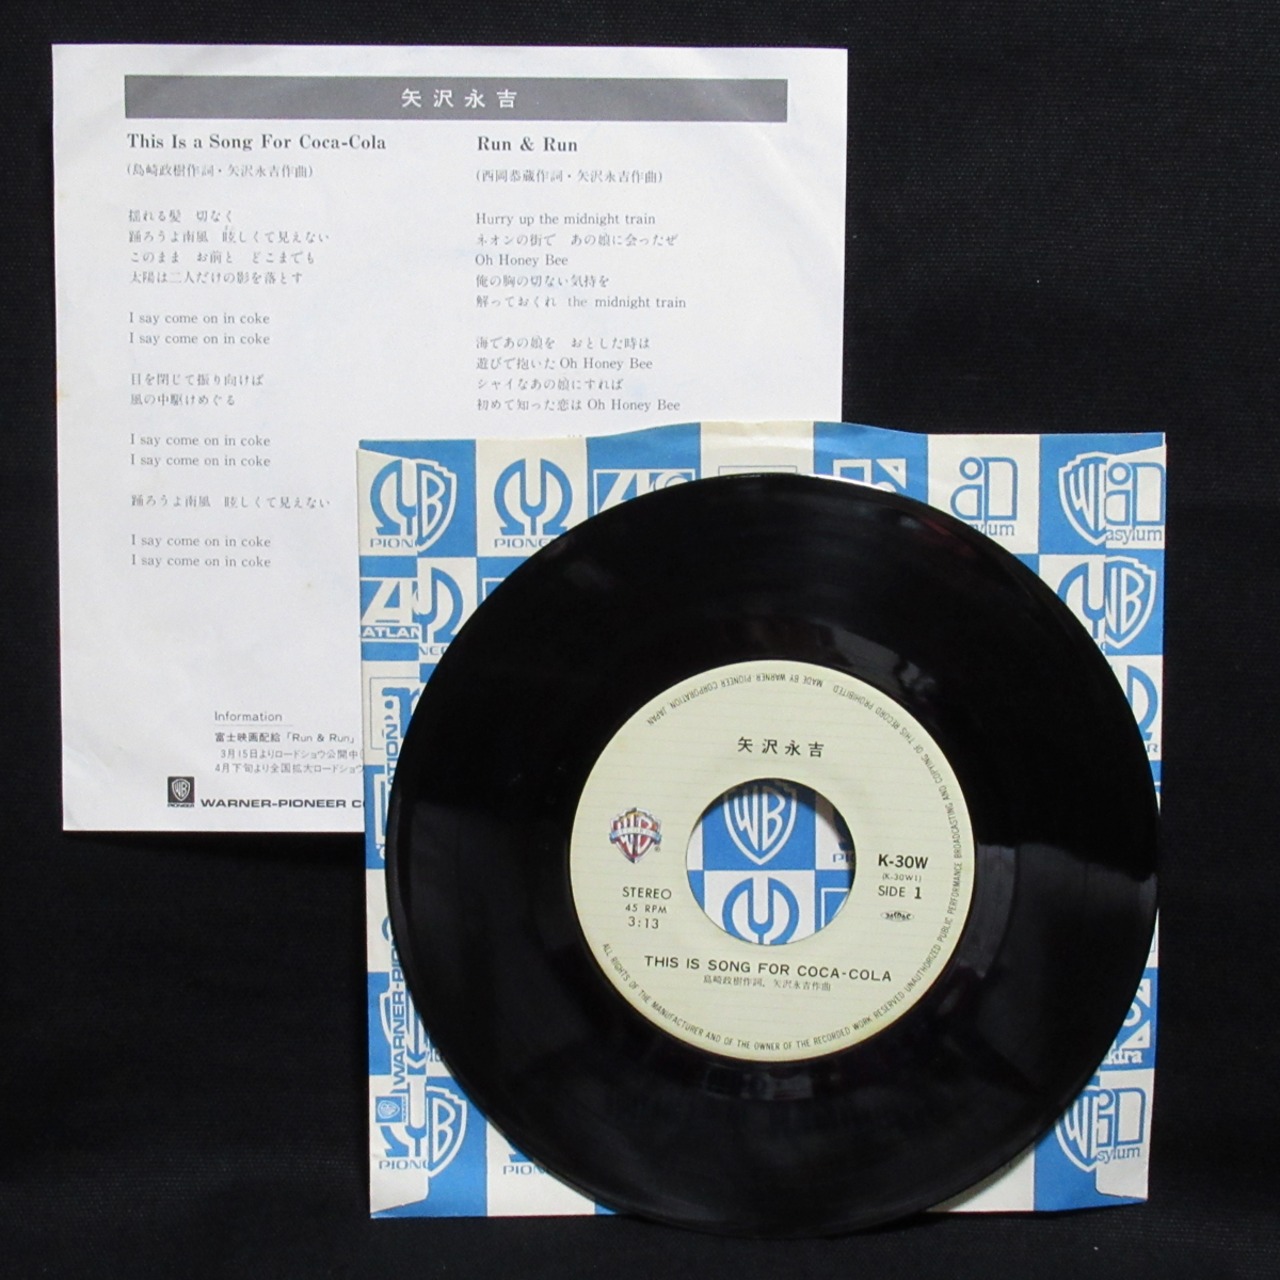 矢沢永吉
This Is a Song For Coca-Cola
(島崎政樹作詞・矢沢永吉作曲)
揺れる髪　切なく
踊ろうよ南風　眩しくて見えない
このまま　お前と　どこまでも
太陽は二人だけの影を落とす
I say come on in coke
I say come on in coke
目を閉じて振り向けば
風の中駆けめぐる
I say come on in coke
I say come on in coke
踊ろうよ南風　眩しくて見えない
I say come on in coke
I say come on in coke
Run & Run
(西岡恭蔵作詞・矢沢永吉作曲)
Hurry up the midnight train
ネオンの街で　あの娘に会ったぜ
Oh Honey Bee
俺の胸の切ない気持を
解っておくれ the midnight train
海であの娘を　おとした時は
遊びで抱いた Oh Honey Bee
シャイなあの娘にすれば
初めて知った恋は Oh Honey Bee
Information
富士映画配給「Run & Run」
3月15日よりロードショウ公開中
4月下旬より全国拡大ロードショウ
WB
PIONEER
WARNER-PIONEER CO
PION
PIONE
asylum
asylum
ATLAN
WARNER-PIO
PION
PION
asylum
矢沢永吉
STEREO
45 RPM
3:13
K-30W
(K-30W1)
SIDE 1
THIS IS SONG FOR COCA-COLA
島崎政樹作詞、矢沢永吉作曲
ALL RIGHTS OF THE MANUFACTURER AND OF THE OWNER OF THE RECORDED WORK RESERVED·UNAUTHORIZED PUBLIC PERFORMANCE BROADCASTING AND COPYING OF THIS RECORD PROHIBITED
MADE BY WARNER-PIONEER CORPORATION, JAPAN
WB